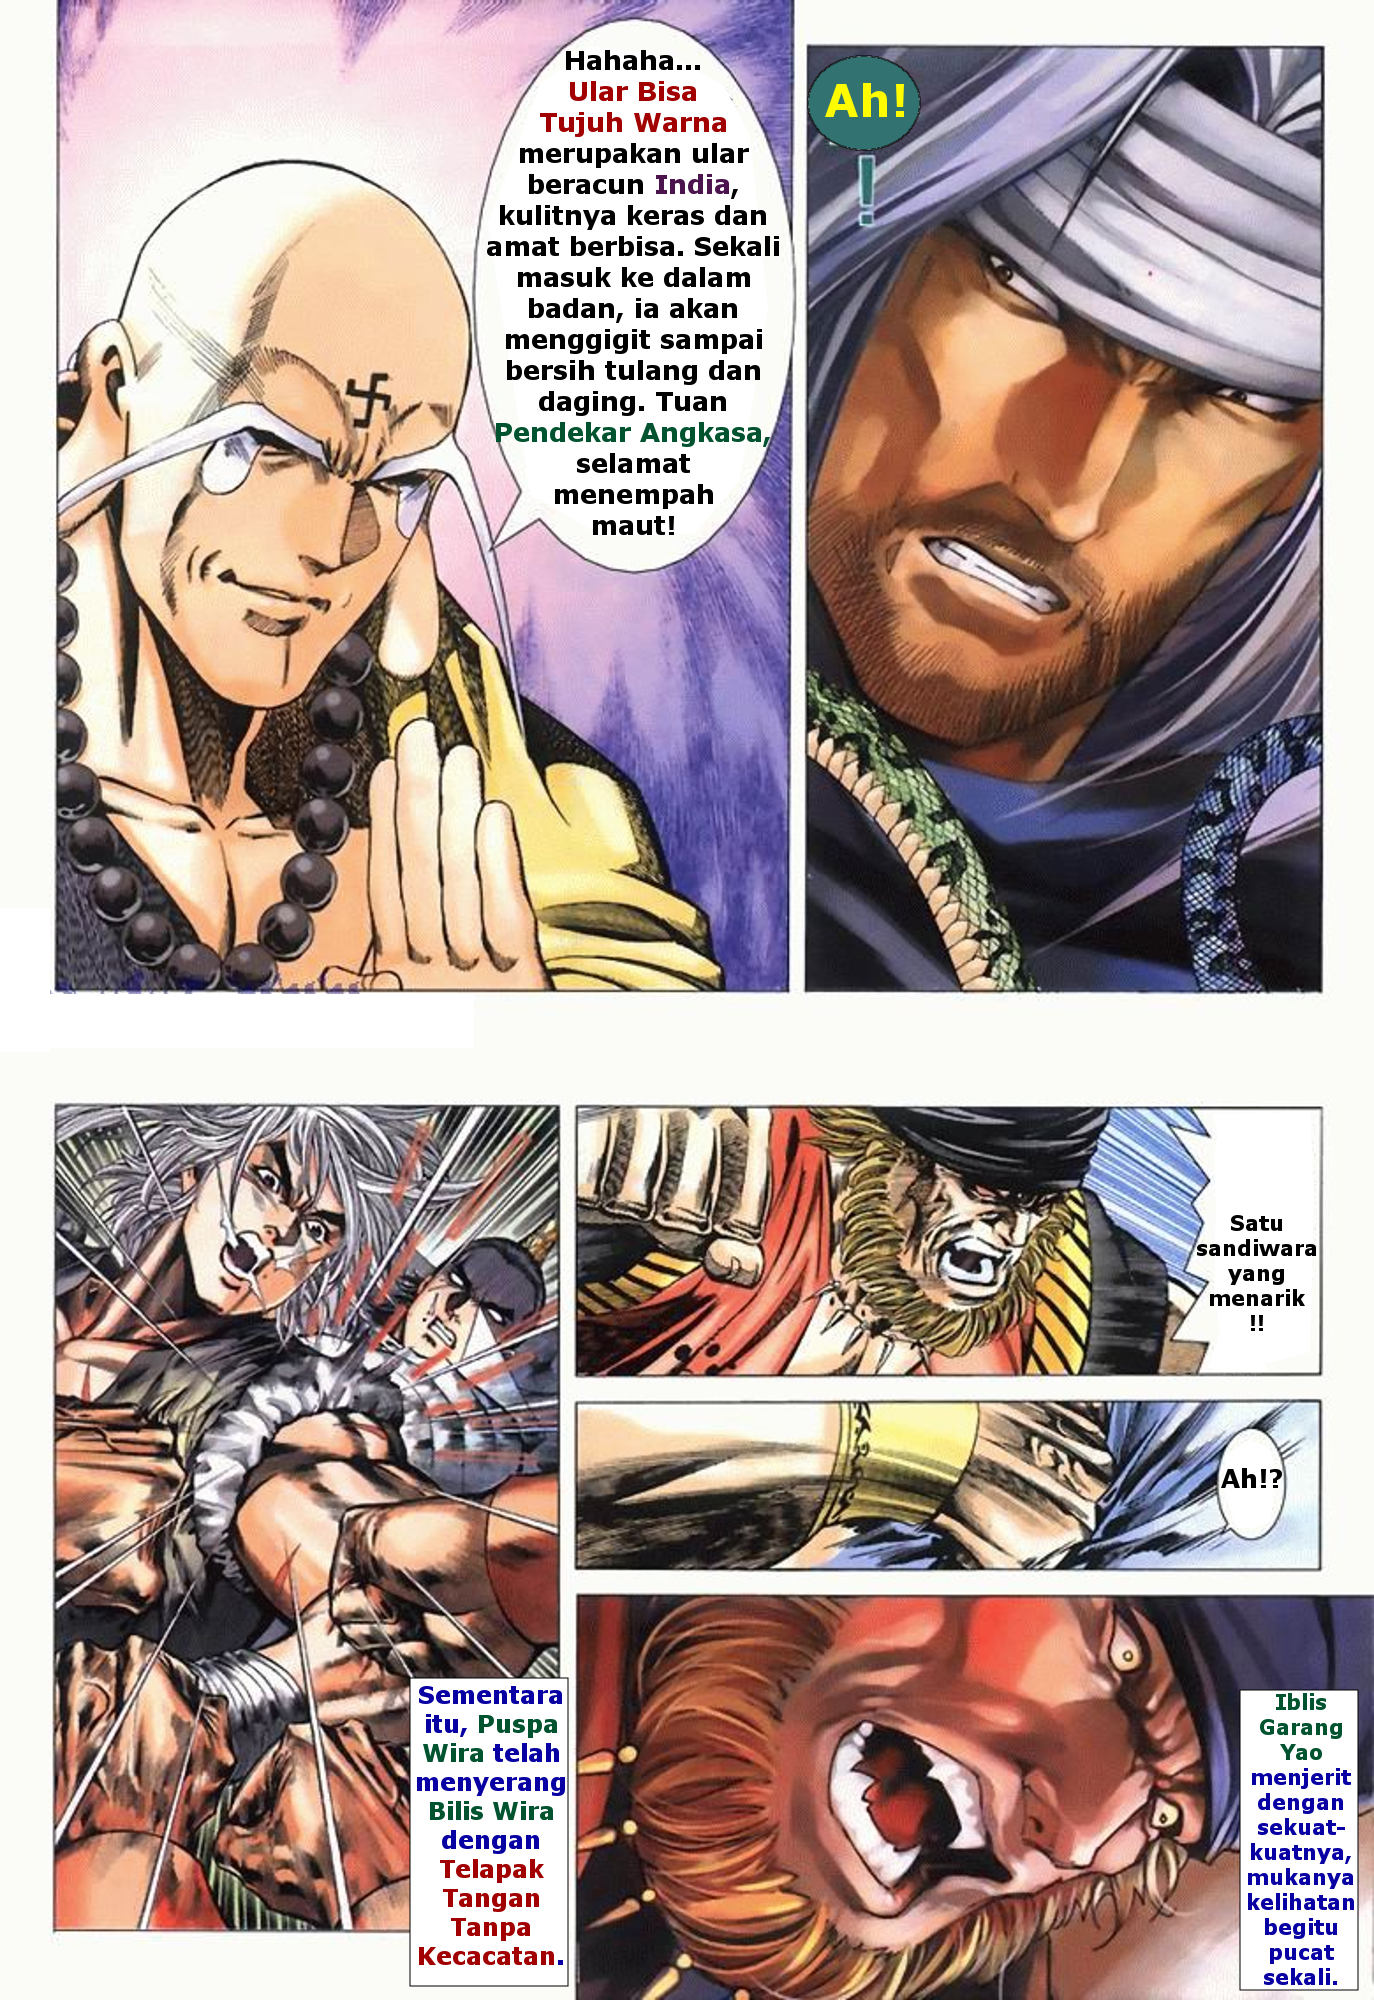 Hahaha...
Ular Bisa
Tujuh Warna
merupakan ular
beracun India,
kulitnya keras dan
amat berbisa. Sekali
masuk ke dalam
badan, ia akan
menggigit sampai
bersih tulang dan
daging. Tuan
Pendekar Angkasa,
selamat
menempah
maut!
Ah!
!
Satu
sandiwara
yang
menarik
!!
Ah!?
Sementara
itu, Puspa
Wira telah
menyerang
Bilis Wira
dengan
Telapak
Tangan
Tanpa
Kecacatan.
Iblis
Garang
Yao
menjerit
dengan
sekuat-
kuatnya,
mukanya
kelihatan
begitu
pucat
sekali.